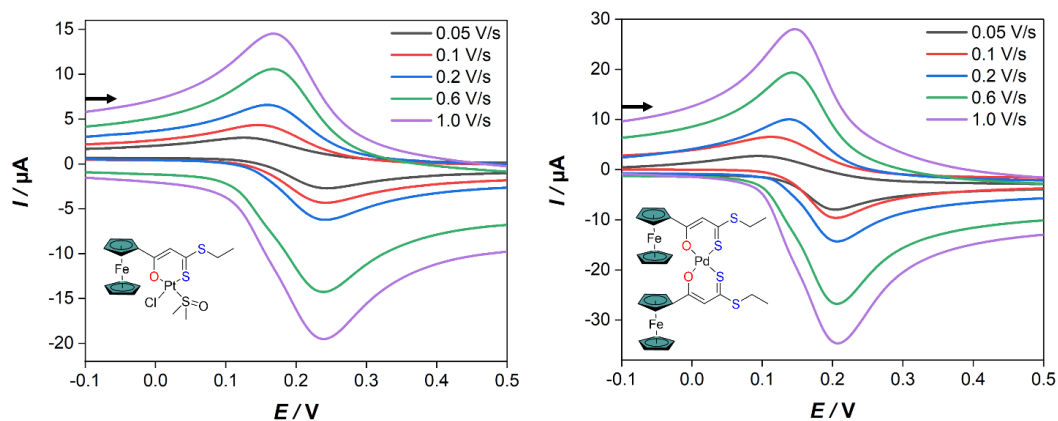 15
10
5
0
-5
-10
-15
-20
0.05 V/s
0.1 V/s
0.2 V/s
0.6 V/s
1.0 V/s
Fe
O
S
S
Pt
Cl
S=O
-0.1
0.0
0.1
0.2
0.3
0.4
0.5
I / µA
E / V
30
20
10
0
-10
-20
-30
0.05 V/s
0.1 V/s
0.2 V/s
0.6 V/s
1.0 V/s
Fe
O
S
S
Pd
O
S
S
Fe
-0.1
0.0
0.1
0.2
0.3
0.4
0.5
I / µA
E / V